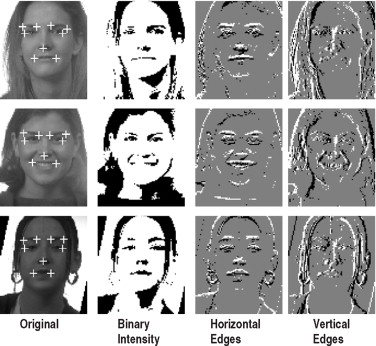 Original
Binary
Intensity
Horizontal
Edges
Vertical
Edges